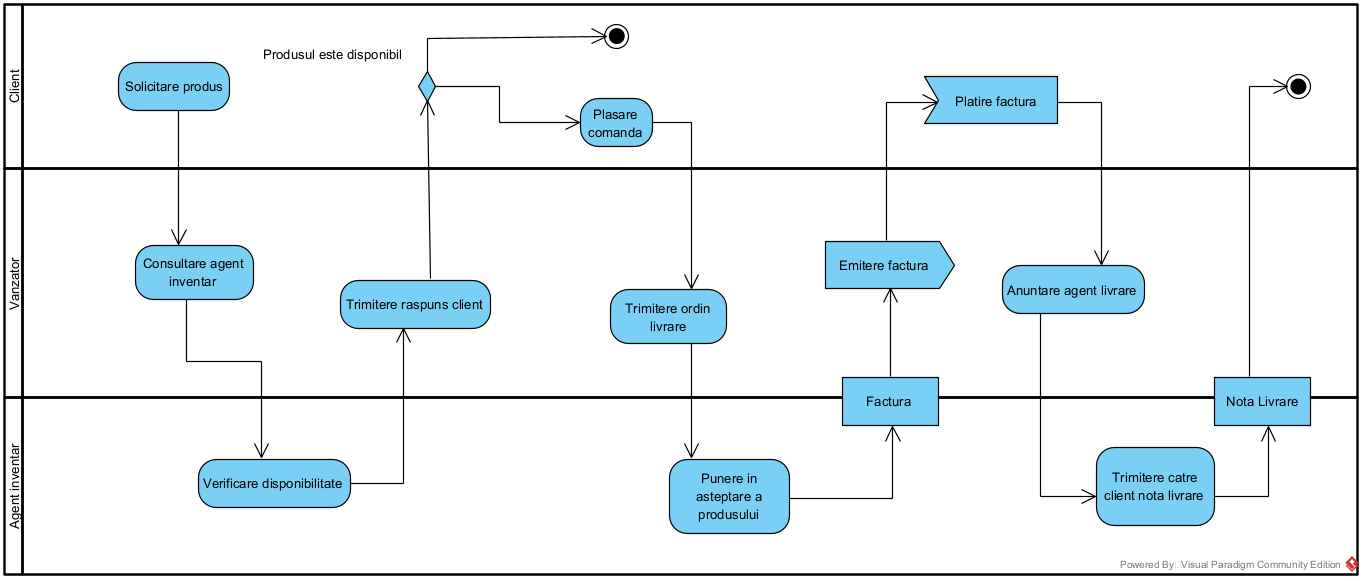 Client
Produsul este disponibil
Solicitare produs
Plasare
comanda
Platire factura
Vanzator
Consultare agent
inventar
Trimitere raspuns client
Trimitere ordin
livrare
Emitere factura
Anuntare agent livrare
Factura
Nota Livrare
Agent inventar
Verificare disponibilitate
Punere in
asteptare a
produsului
Trimitere catre
client nota livrare
Powered By Visual Paradigm Community Edition